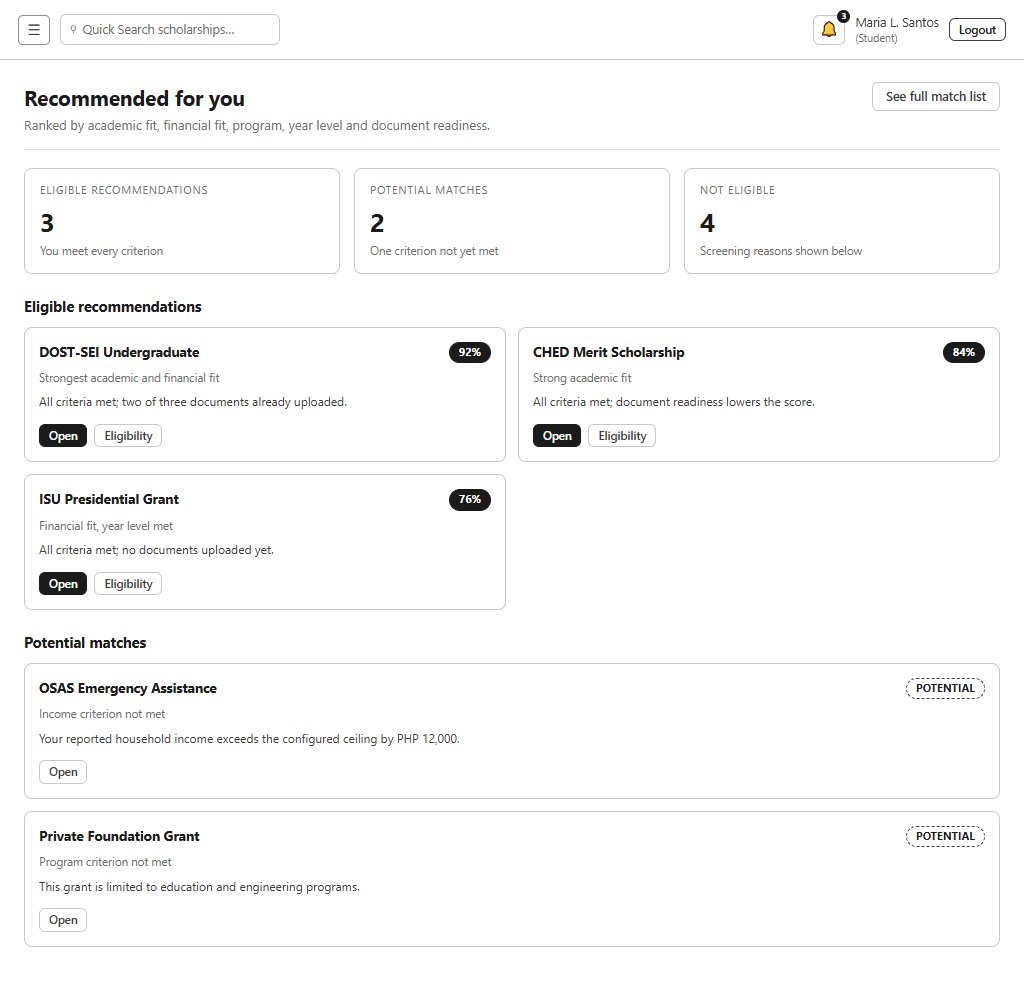 Quick Search scholarships...
3
Maria L. Santos
(Student)
Logout
Recommended for you
See full match list
Ranked by academic fit, financial fit, program, year level and document readiness.
ELIGIBLE RECOMMENDATIONS
3
You meet every criterion
POTENTIAL MATCHES
2
One criterion not yet met
NOT ELIGIBLE
4
Screening reasons shown below
Eligible recommendations
DOST-SEI Undergraduate
92%
Strongest academic and financial fit
All criteria met; two of three documents already uploaded.
Open
Eligibility
CHED Merit Scholarship
84%
Strong academic fit
All criteria met; document readiness lowers the score.
Open
Eligibility
ISU Presidential Grant
76%
Financial fit, year level met
All criteria met; no documents uploaded yet.
Open
Eligibility
Potential matches
OSAS Emergency Assistance
POTENTIAL
Income criterion not met
Your reported household income exceeds the configured ceiling by PHP 12,000.
Open
Private Foundation Grant
POTENTIAL
Program criterion not met
This grant is limited to education and engineering programs.
Open